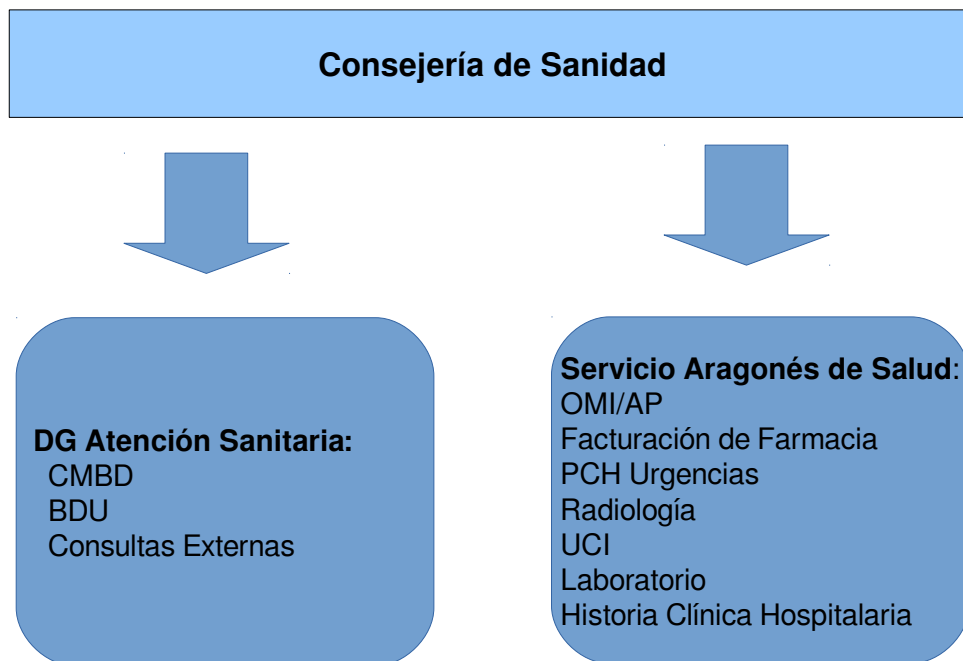 Consejería de Sanidad
DG Atención Sanitaria:
CMBD
BDU
Consultas Externas
Servicio Aragonés de Salud:
OMI/AP
Facturación de Farmacia
PCH Urgencias
Radiología
UCI
Laboratorio
Historia Clínica Hospitalaria